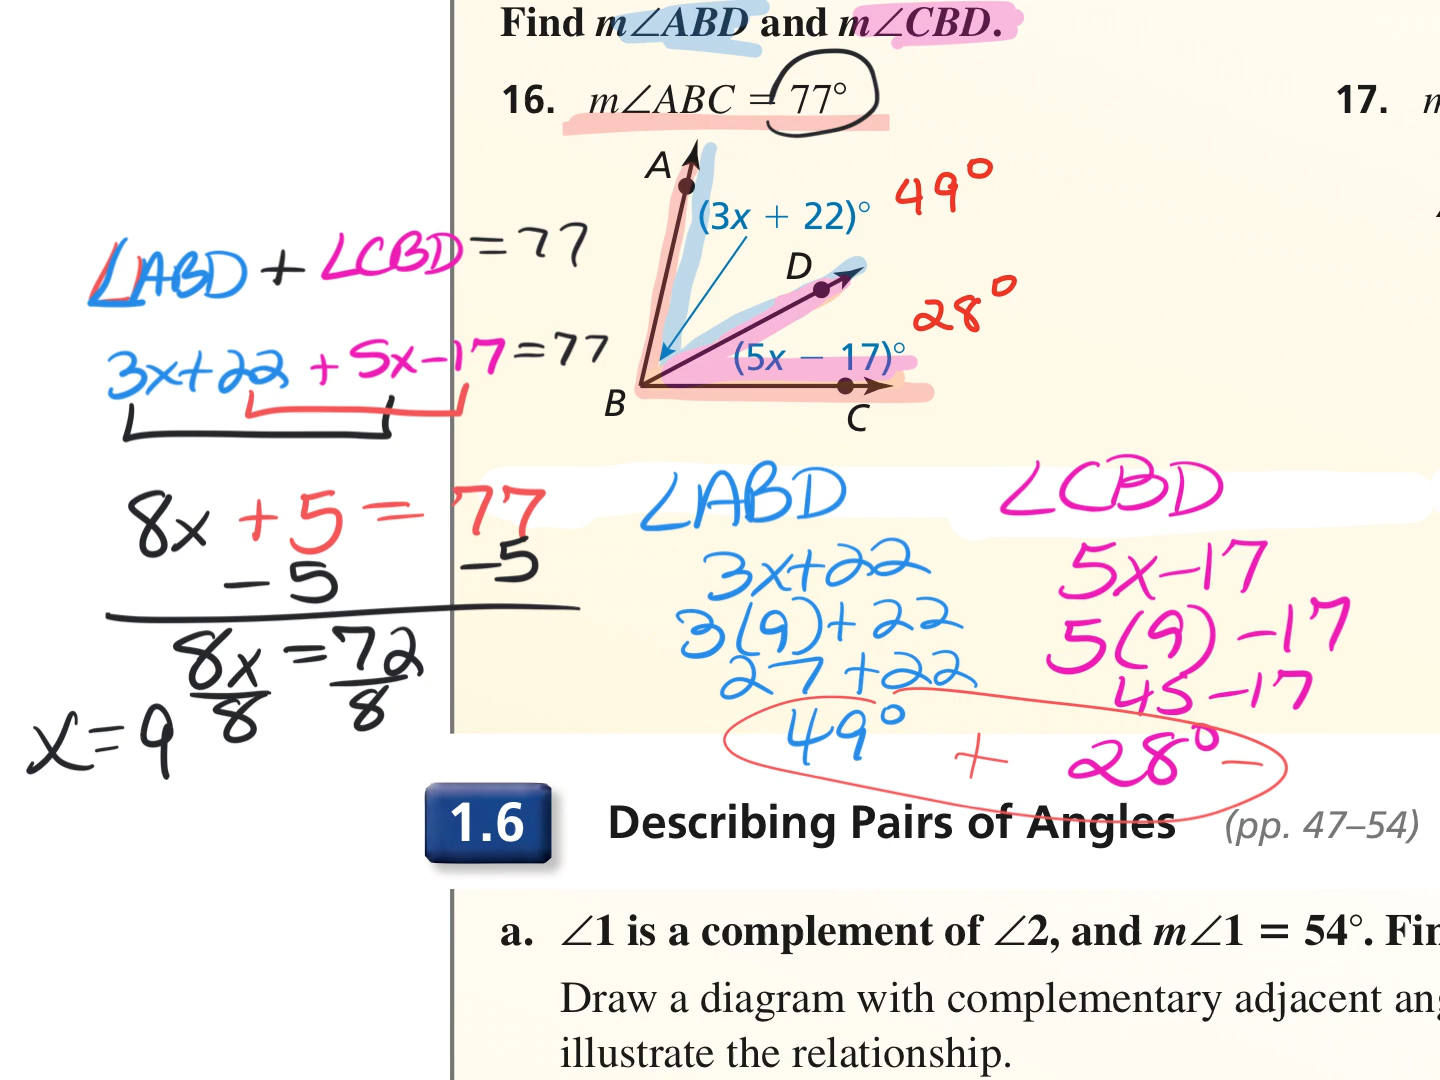 Find m∠ABD and m∠CBD.
16. m∠ABC = 77°
17. m
A
(3x + 22)°
49°
D
28°
(5x − 17)°
B
C
∠ABD + ∠CBD = 77
3x+22 + 5x−17 = 77
8x +5 = 77
−5 −5
8x = 72
8 8
x = 9
∠ABD
3x+22
3(9)+22
27+22
49°
+
∠CBD
5x−17
5(9)−17
45−17
28° −
1.6 Describing Pairs of Angles (pp. 47–54)
a. ∠1 is a complement of ∠2, and m∠1 = 54°. Fin
Draw a diagram with complementary adjacent ang
illustrate the relationship.